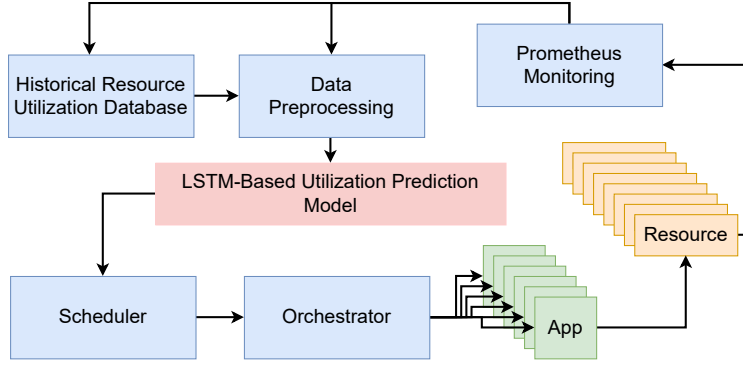 Historical Resource
Utilization Database
Data
Preprocessing
Prometheus
Monitoring
LSTM-Based Utilization Prediction
Model
Resource
Scheduler
Orchestrator
App